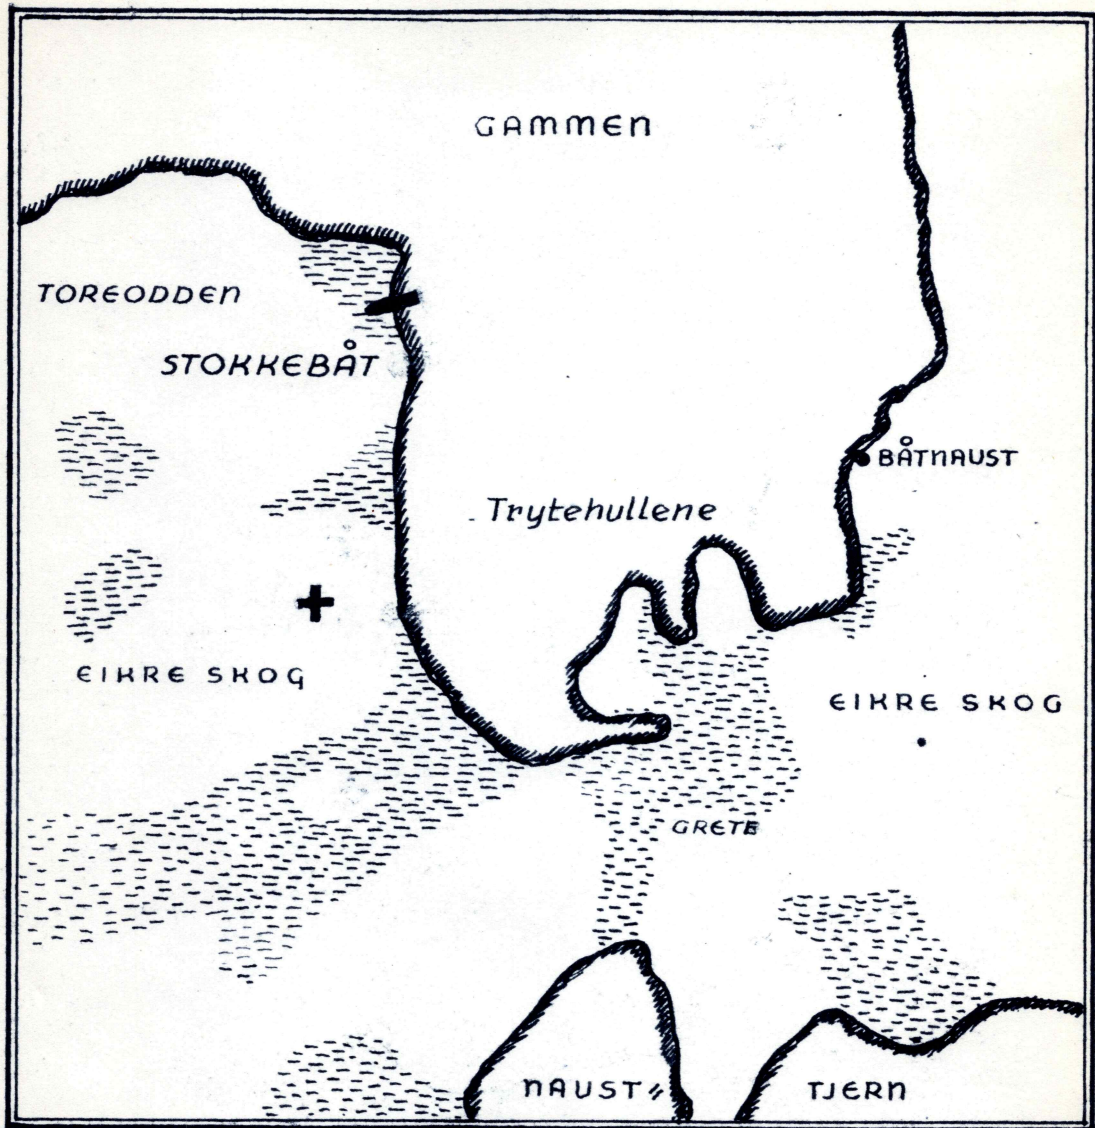 GAMMEN
TOREODDEN
STOKKEBÅT
BÅTNAUST
Trytehullene
EIKRE SKOG
EIKRE SKOG
GRETE
NAUST〃 TJERN